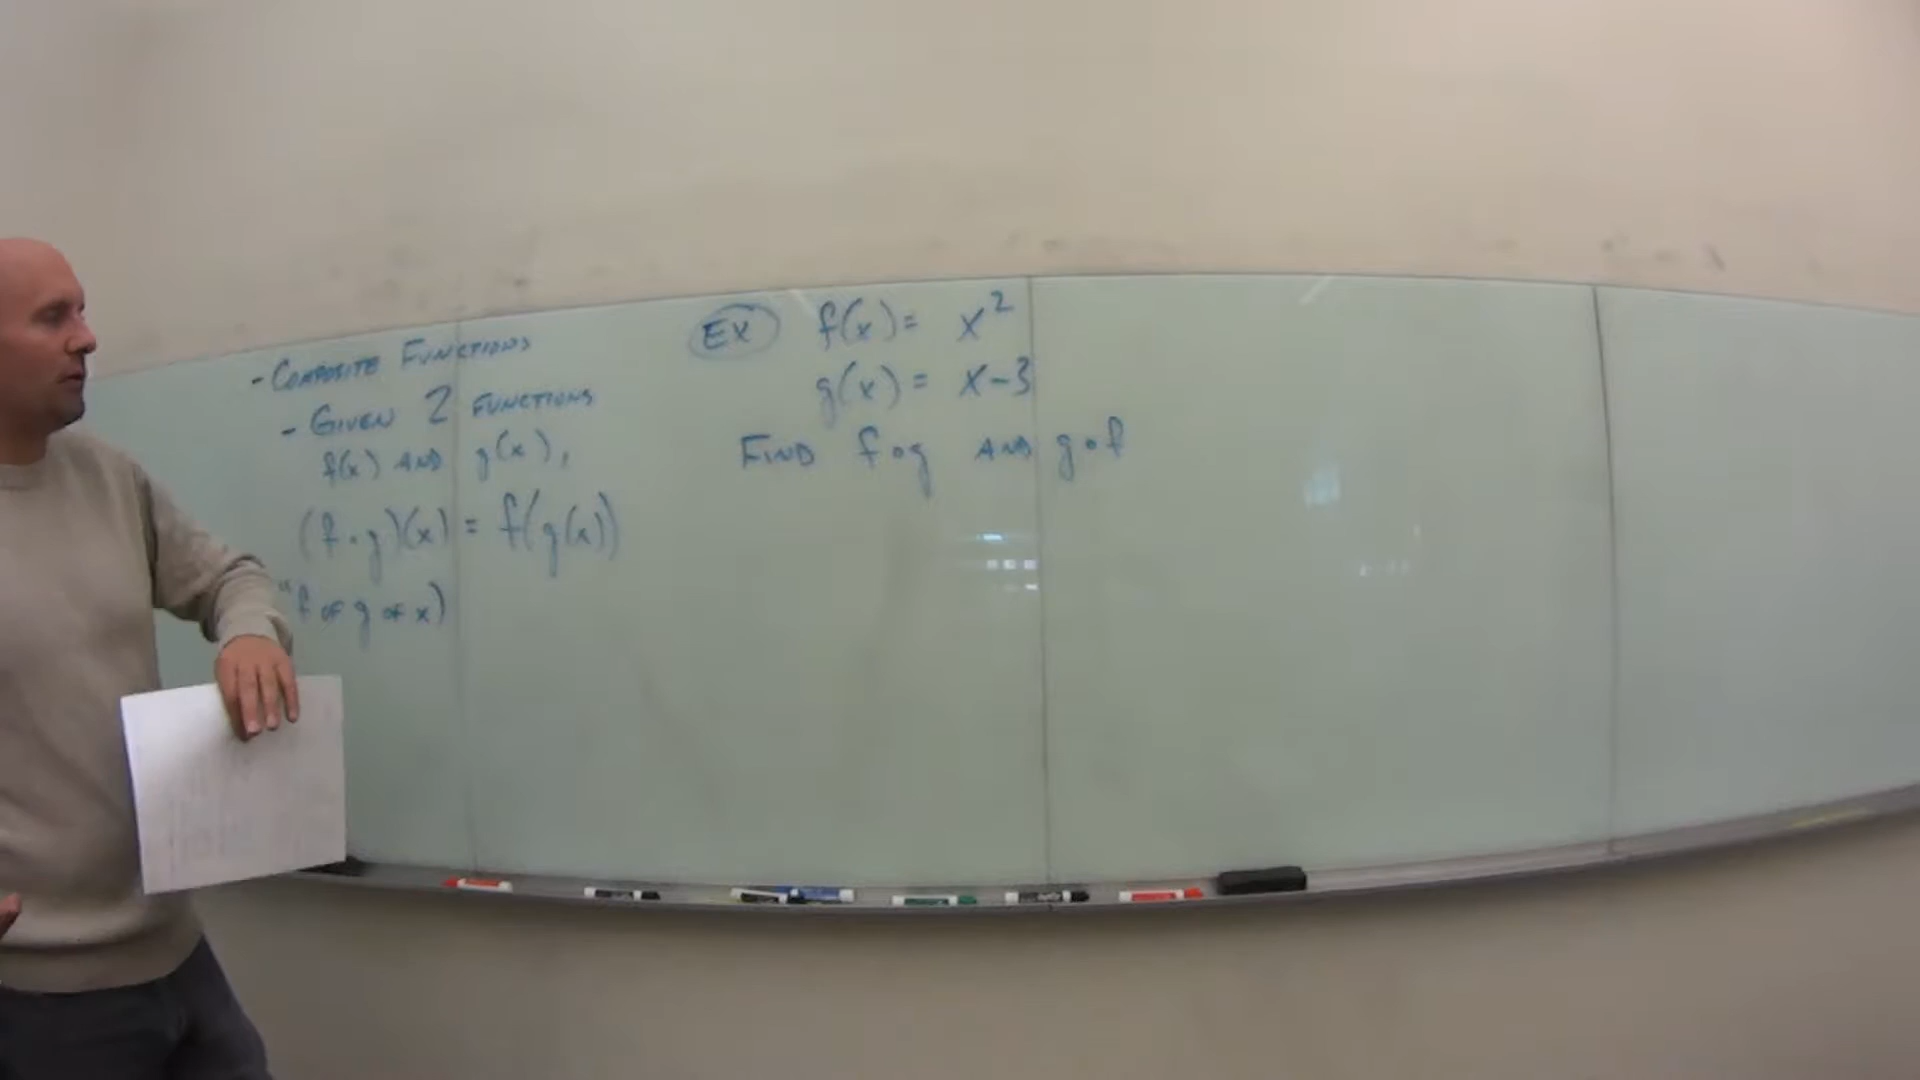 - COMPOSITE FUNCTIONS
- GIVEN 2 FUNCTIONS
f(x) AND g(x),
(f∘g)(x) = f(g(x))
"f OF g OF x)
EX f(x) = x²
g(x) = x-3
FIND f∘g AND g∘f